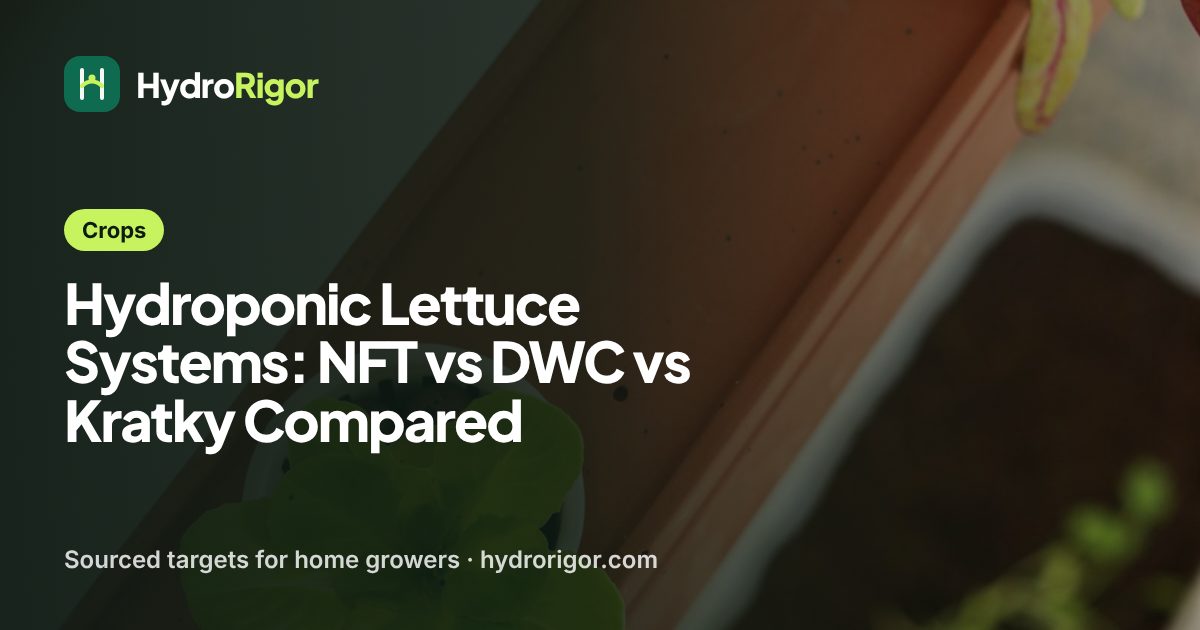 HydroRigor
Crops
Hydroponic Lettuce
Systems: NFT vs DWC vs
Kratky Compared
Sourced targets for home growers · hydrorigor.com